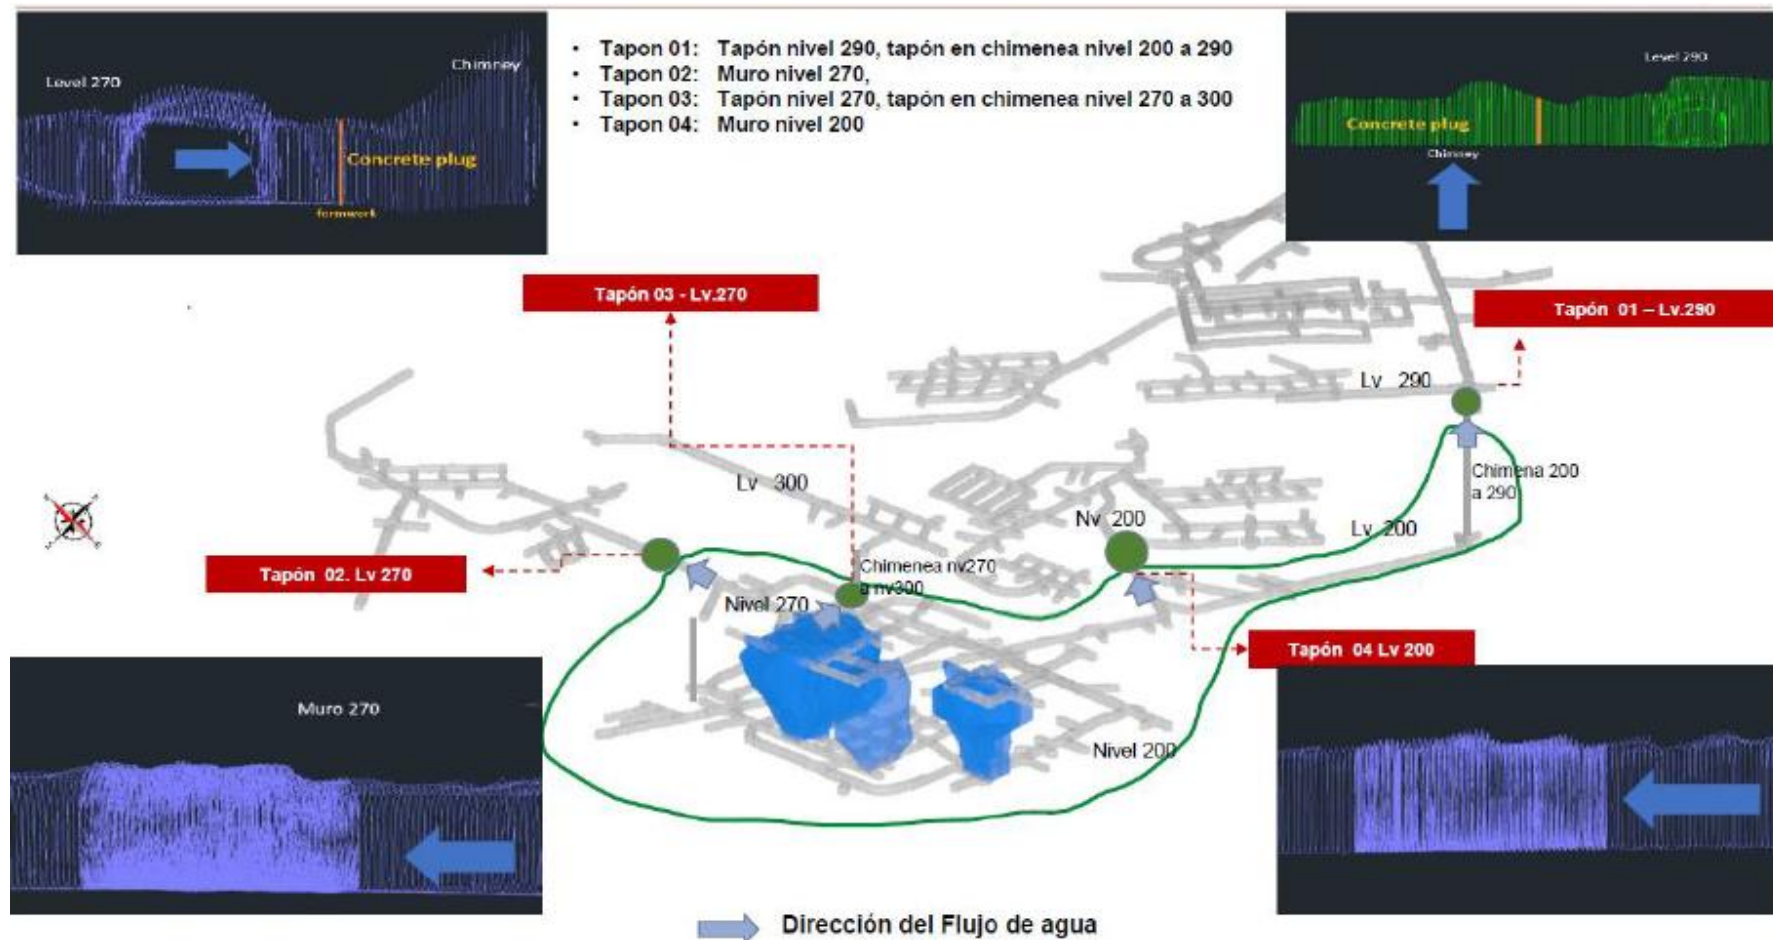 Level 270
Chimney
Concrete plug
formwork
• Tapon 01: Tapón nivel 290, tapón en chimenea nivel 200 a 290
• Tapon 02: Muro nivel 270,
• Tapon 03: Tapón nivel 270, tapón en chimenea nivel 270 a 300
• Tapon 04: Muro nivel 200
Level 290
Concrete plug
Chimney
Tapón 03 - Lv.270
Tapón 01 – Lv.290
Lv 290
Lv 300
Chimena 200
a 290
Nv 200
Lv 200
Tapón 02. Lv 270
Chimenea nv270
a nv300
Nivel 270
Tapón 04 Lv 200
Muro 270
Nivel 200
Dirección del Flujo de agua